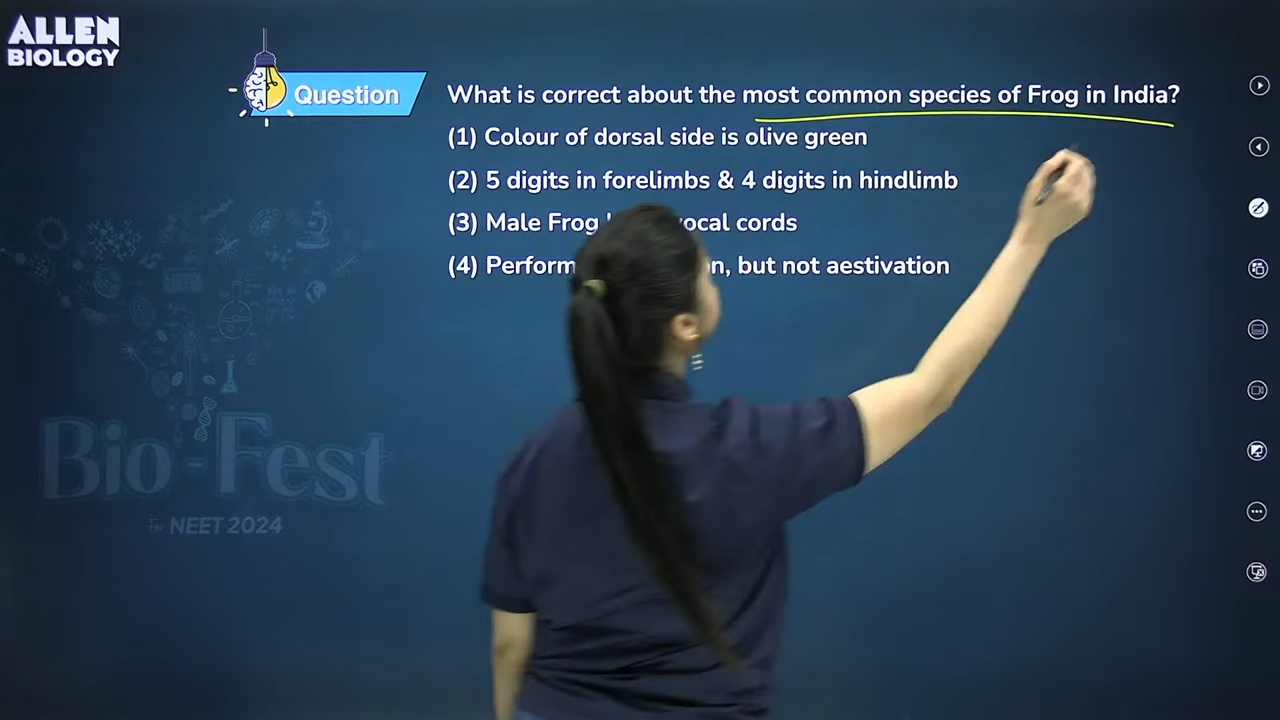 ALLEN
BIOLOGY
Question
What is correct about the most common species of Frog in India?
(1) Colour of dorsal side is olive green
(2) 5 digits in forelimbs & 4 digits in hindlimb
(3) Male Frog vocal cords
(4) Perform but not aestivation
Bio-Fest
for NEET 2024